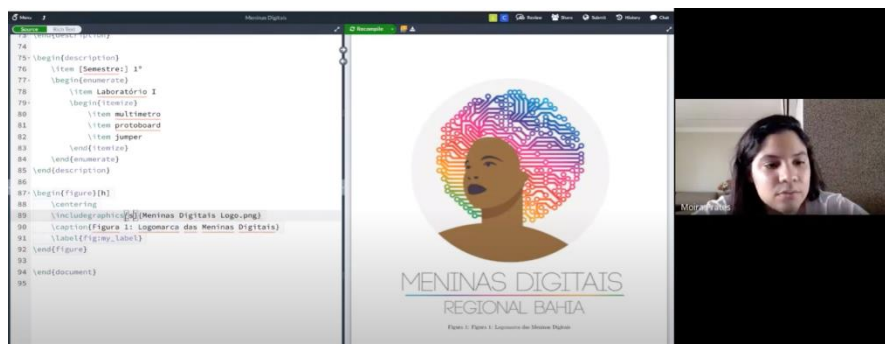 Menu
Meninas Digitais
Review
Share
Submit
History
Chat
Source
Rich Text
Recompile
73 \end{description}
74
75 \begin{description}
76 \item [Semestre:] 1°
77 \begin{enumerate}
78 \item Laboratório I
79 \begin{itemize}
80 \item multimetro
81 \item protoboard
82 \item jumper
83 \end{itemize}
84 \end{enumerate}
85 \end{description}
86
87 \begin{figure}[h]
88 \centering
89 \includegraphics[s]{Meninas Digitais Logo.png}
90 \caption{Figura 1: Logomarca das Meninas Digitais}
91 \label{fig:my_label}
92 \end{figure}
93
94 \end{document}
95
MENINAS DIGITAIS
REGIONAL BAHIA
Figura 1: Figura 1: Logomarca das Meninas Digitais